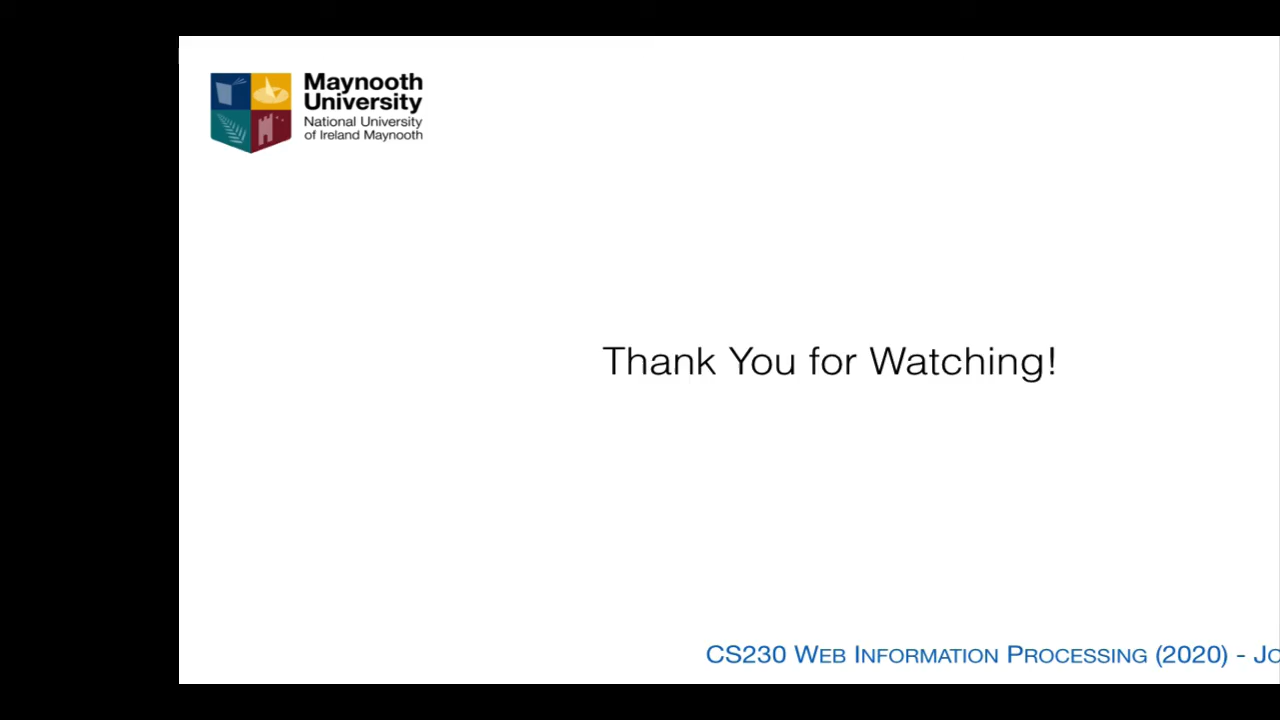 Maynooth
University
National University
of Ireland Maynooth
Thank You for Watching!
CS230 WEB INFORMATION PROCESSING (2020) -